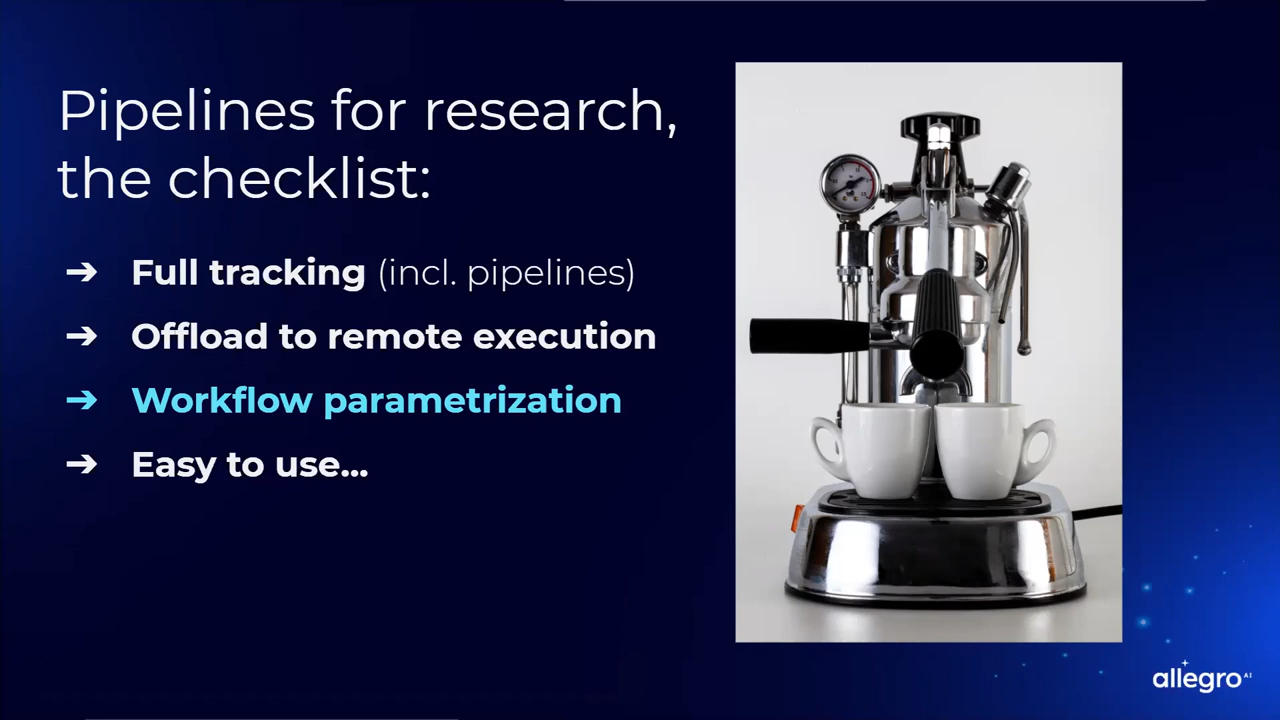 Pipelines for research,
the checklist:
➔ Full tracking (incl. pipelines)
➔ Offload to remote execution
➔ Workflow parametrization
➔ Easy to use...
allegro AI